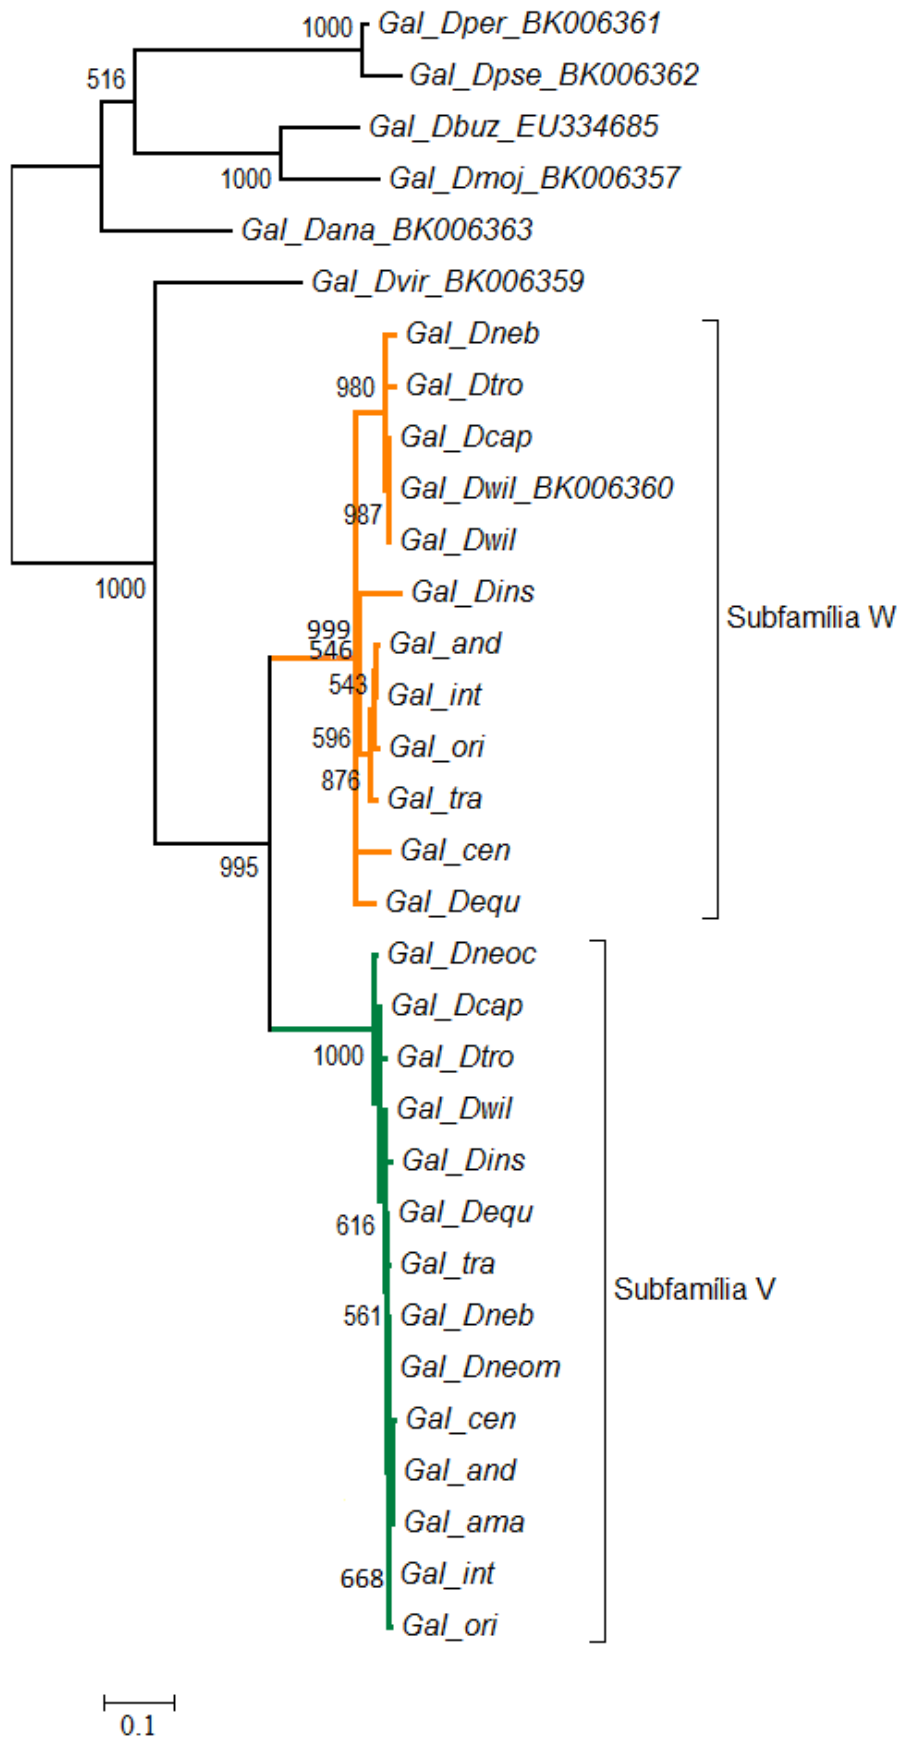 1000
Gal_Dper_BK006361
516
Gal_Dpse_BK006362
Gal_Dbuz_EU334685
1000
Gal_Dmoj_BK006357
Gal_Dana_BK006363
Gal_Dvir_BK006359
Gal_Dneb
980
Gal_Dtro
Gal_Dcap
Gal_Dwil_BK006360
987
Gal_Dwil
1000
Gal_Dins
Subfamília W
999
546
Gal_and
543
Gal_int
596
Gal_ori
876
Gal_tra
995
Gal_cen
Gal_Dequ
Gal_Dneoc
Gal_Dcap
1000
Gal_Dtro
Gal_Dwil
Gal_Dins
616
Gal_Dequ
Gal_tra
Subfamília V
561
Gal_Dneb
Gal_Dneom
Gal_cen
Gal_and
Gal_ama
668
Gal_int
Gal_ori
0.1